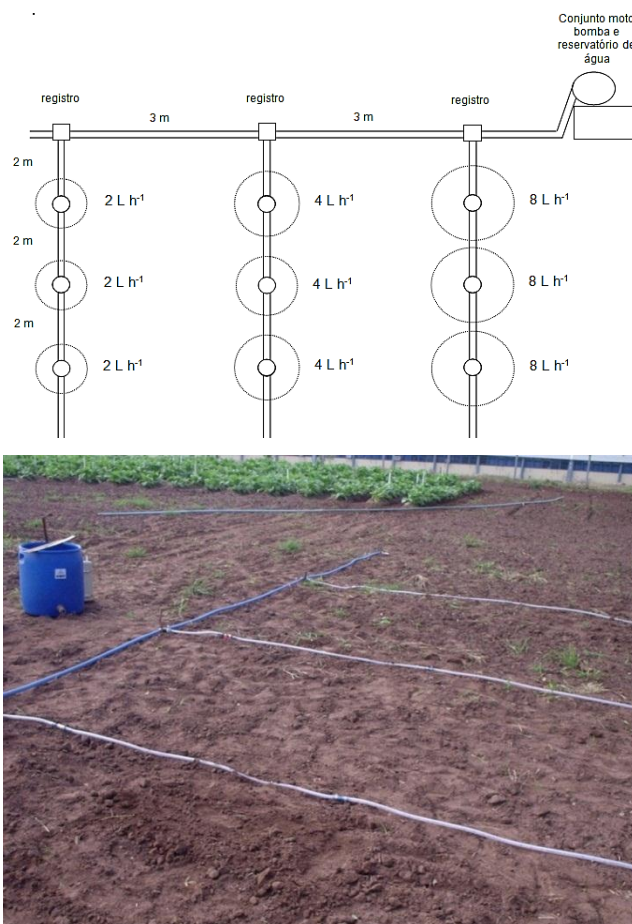 Conjunto moto
bomba e
reservatório de
água
registro
registro
registro
3 m
3 m
2 m
2 L h-1
4 L h-1
8 L h-1
2 m
2 L h-1
4 L h-1
8 L h-1
2 m
2 L h-1
4 L h-1
8 L h-1